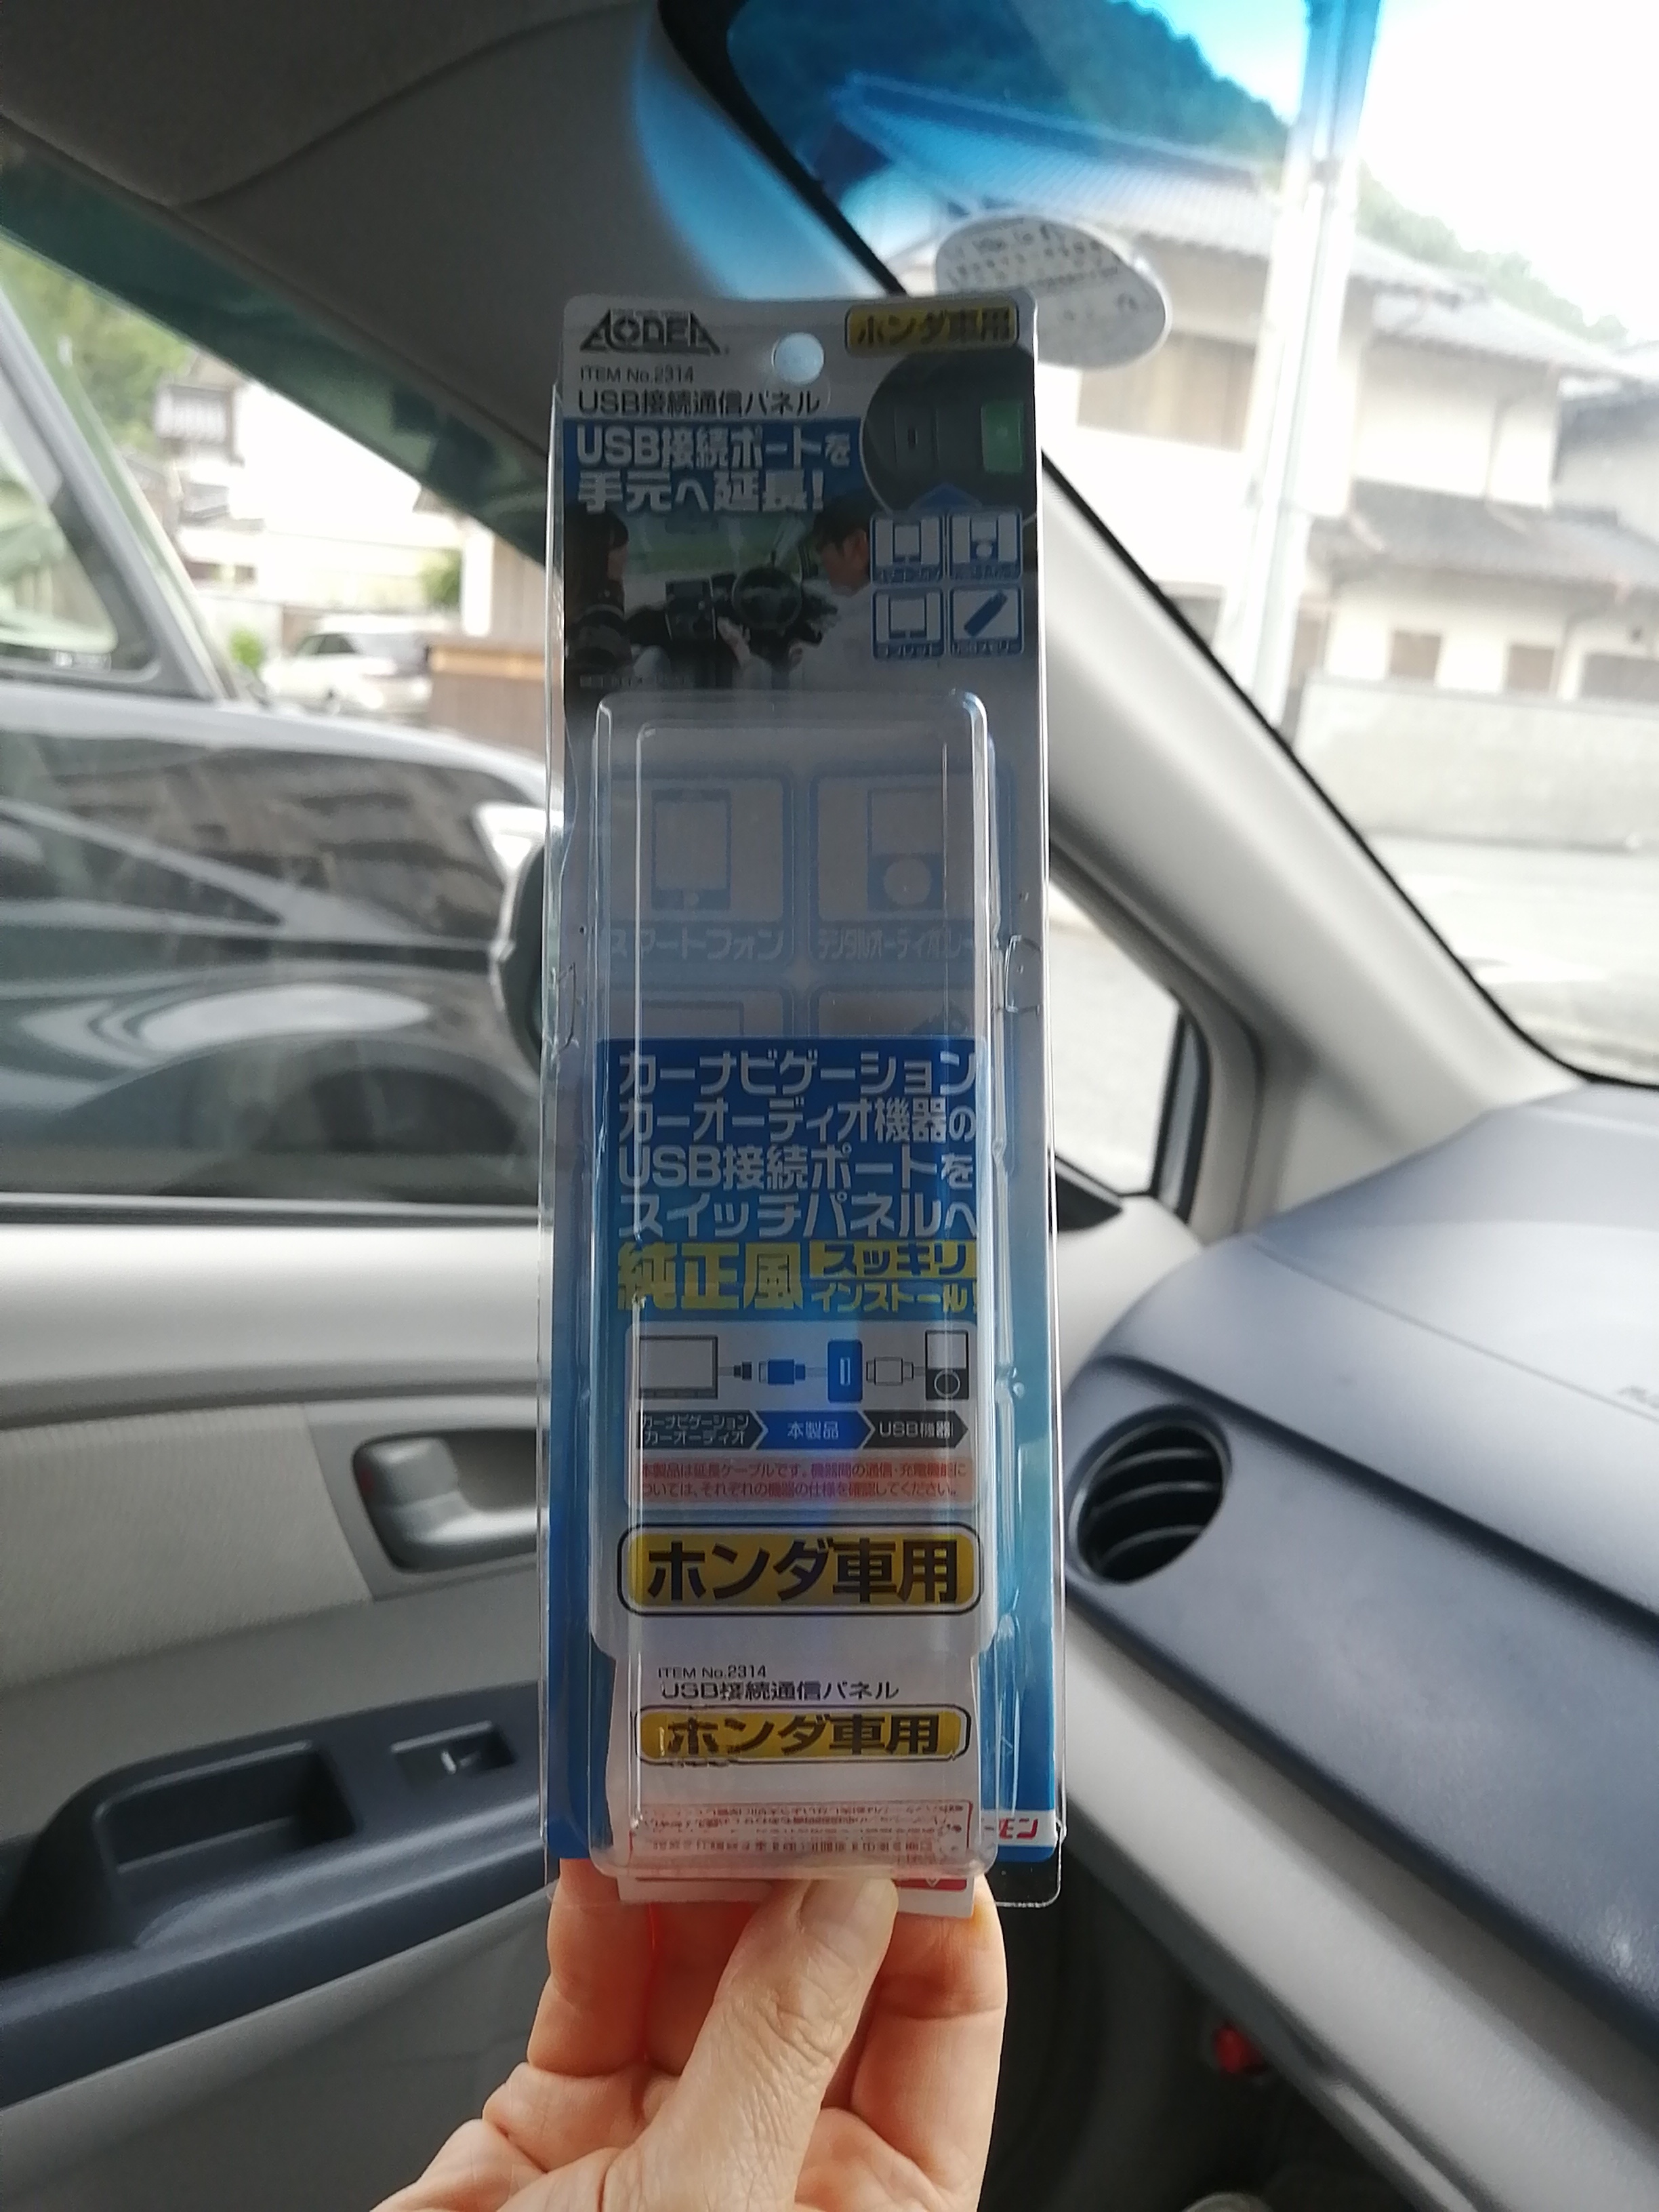 AODEA
ホンダ車用
ITEM No.2314
USB接続通信パネル
USB接続ポートを
手元へ延長!
スマートフォン
デジタルオーディオプレー
カーナビゲーション
カーオーディオ機器の
USB接続ポートを
スイッチパネルへ
純正風 スッキリ
インストール!
カーナビゲーション
カーオーディオ
本製品
USB機器
本製品は延長ケーブルです。機器間の通信・充電機能に
ついては、それぞれの機器の仕様を確認してください。
ホンダ車用
ITEM No.2314
USB接続通信パネル
ホンダ車用
ーモン